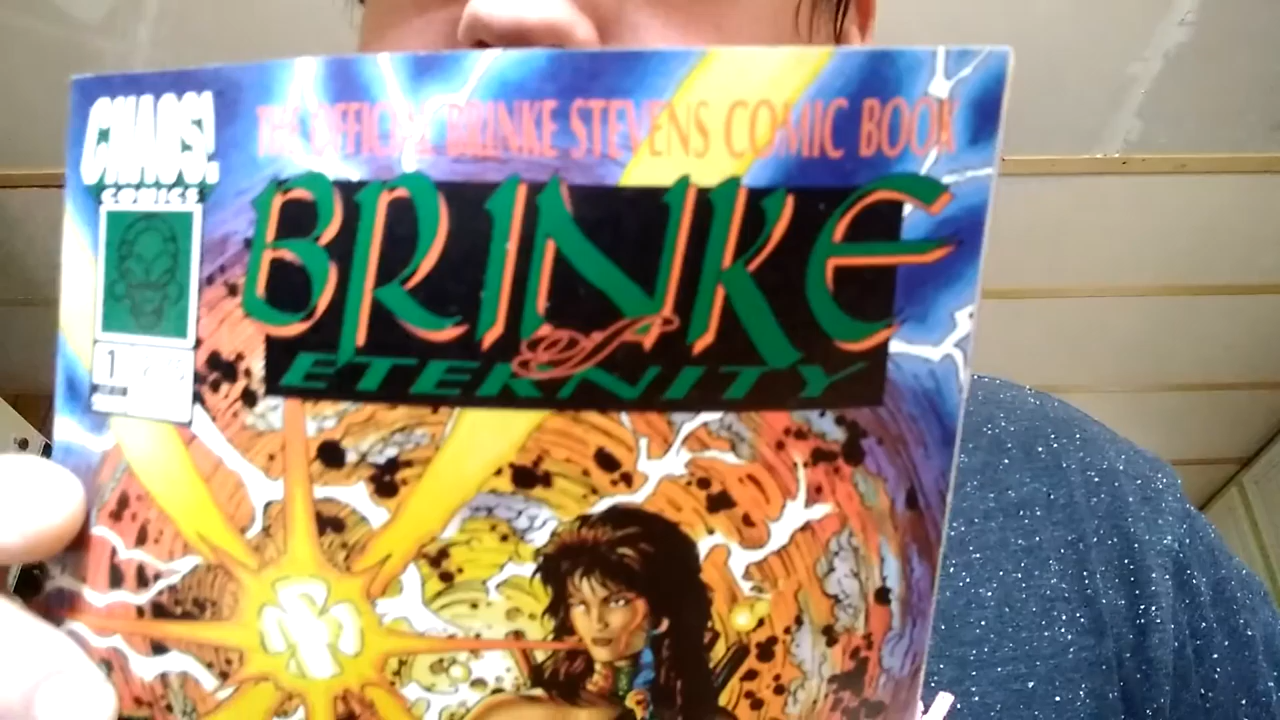 CHAOS!
COMICS
THE OFFICIAL BRINKE STEVENS COMIC BOOK
BRINKE
of
ETERNITY
1